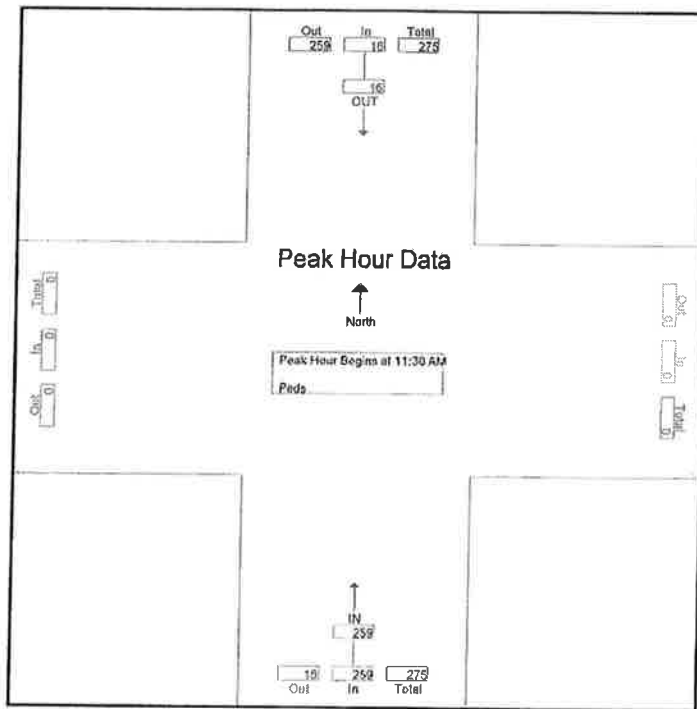 Out In Total
259 16 275
16
OUT
Peak Hour Data
North
Peak Hour Begins at 11:30 AM
Peds
Total 0
In 0
Out 0
Out 0
In 0
Total 0
IN
259
16 259 275
Out In Total